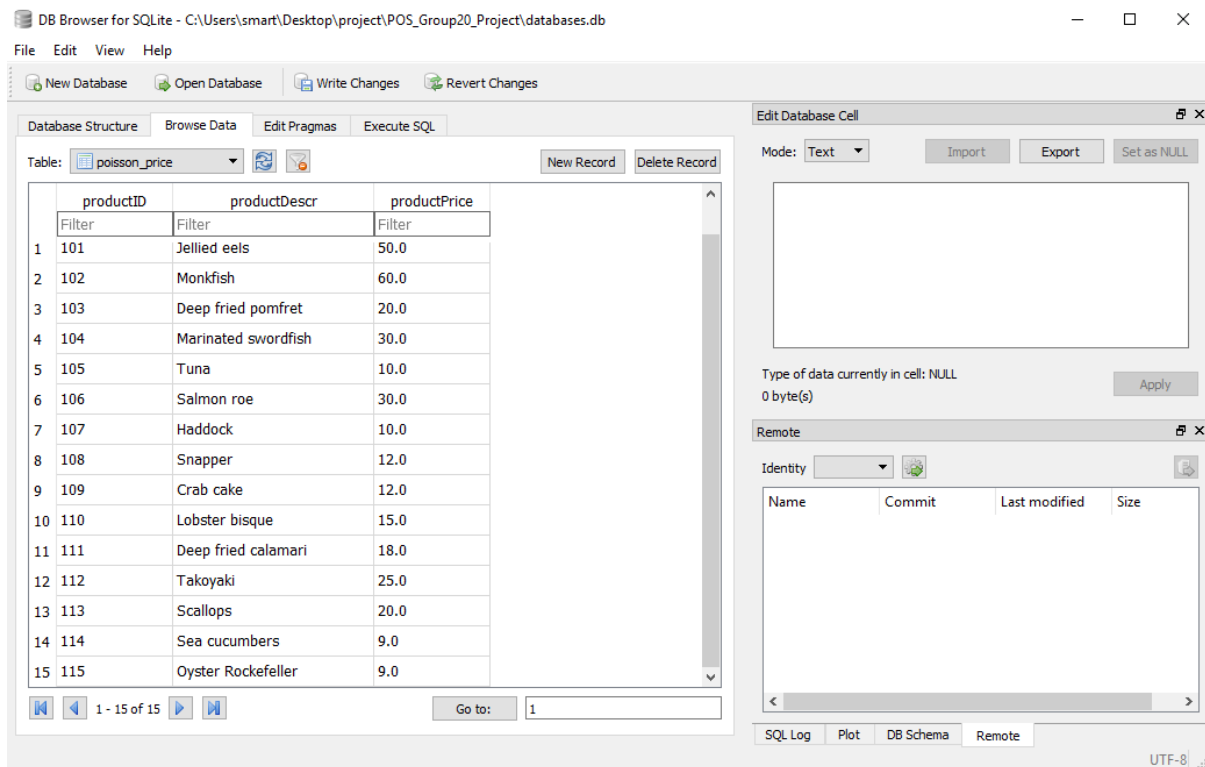 DB Browser for SQLite - C:\Users\smart\Desktop\project\POS_Group20_Project\databases.db
File Edit View Help
New Database Open Database Write Changes Revert Changes
Database Structure Browse Data Edit Pragmas Execute SQL
Table: poisson_price New Record Delete Record
productID productDescr productPrice
Filter Filter Filter
1 101 Jellied eels 50.0
2 102 Monkfish 60.0
3 103 Deep fried pomfret 20.0
4 104 Marinated swordfish 30.0
5 105 Tuna 10.0
6 106 Salmon roe 30.0
7 107 Haddock 10.0
8 108 Snapper 12.0
9 109 Crab cake 12.0
10 110 Lobster bisque 15.0
11 111 Deep fried calamari 18.0
12 112 Takoyaki 25.0
13 113 Scallops 20.0
14 114 Sea cucumbers 9.0
15 115 Oyster Rockefeller 9.0
1 - 15 of 15 Go to: 1
Edit Database Cell
Mode: Text Import Export Set as NULL
Type of data currently in cell: NULL
0 byte(s)
Apply
Remote
Identity
Name Commit Last modified Size
SQL Log Plot DB Schema Remote
UTF-8